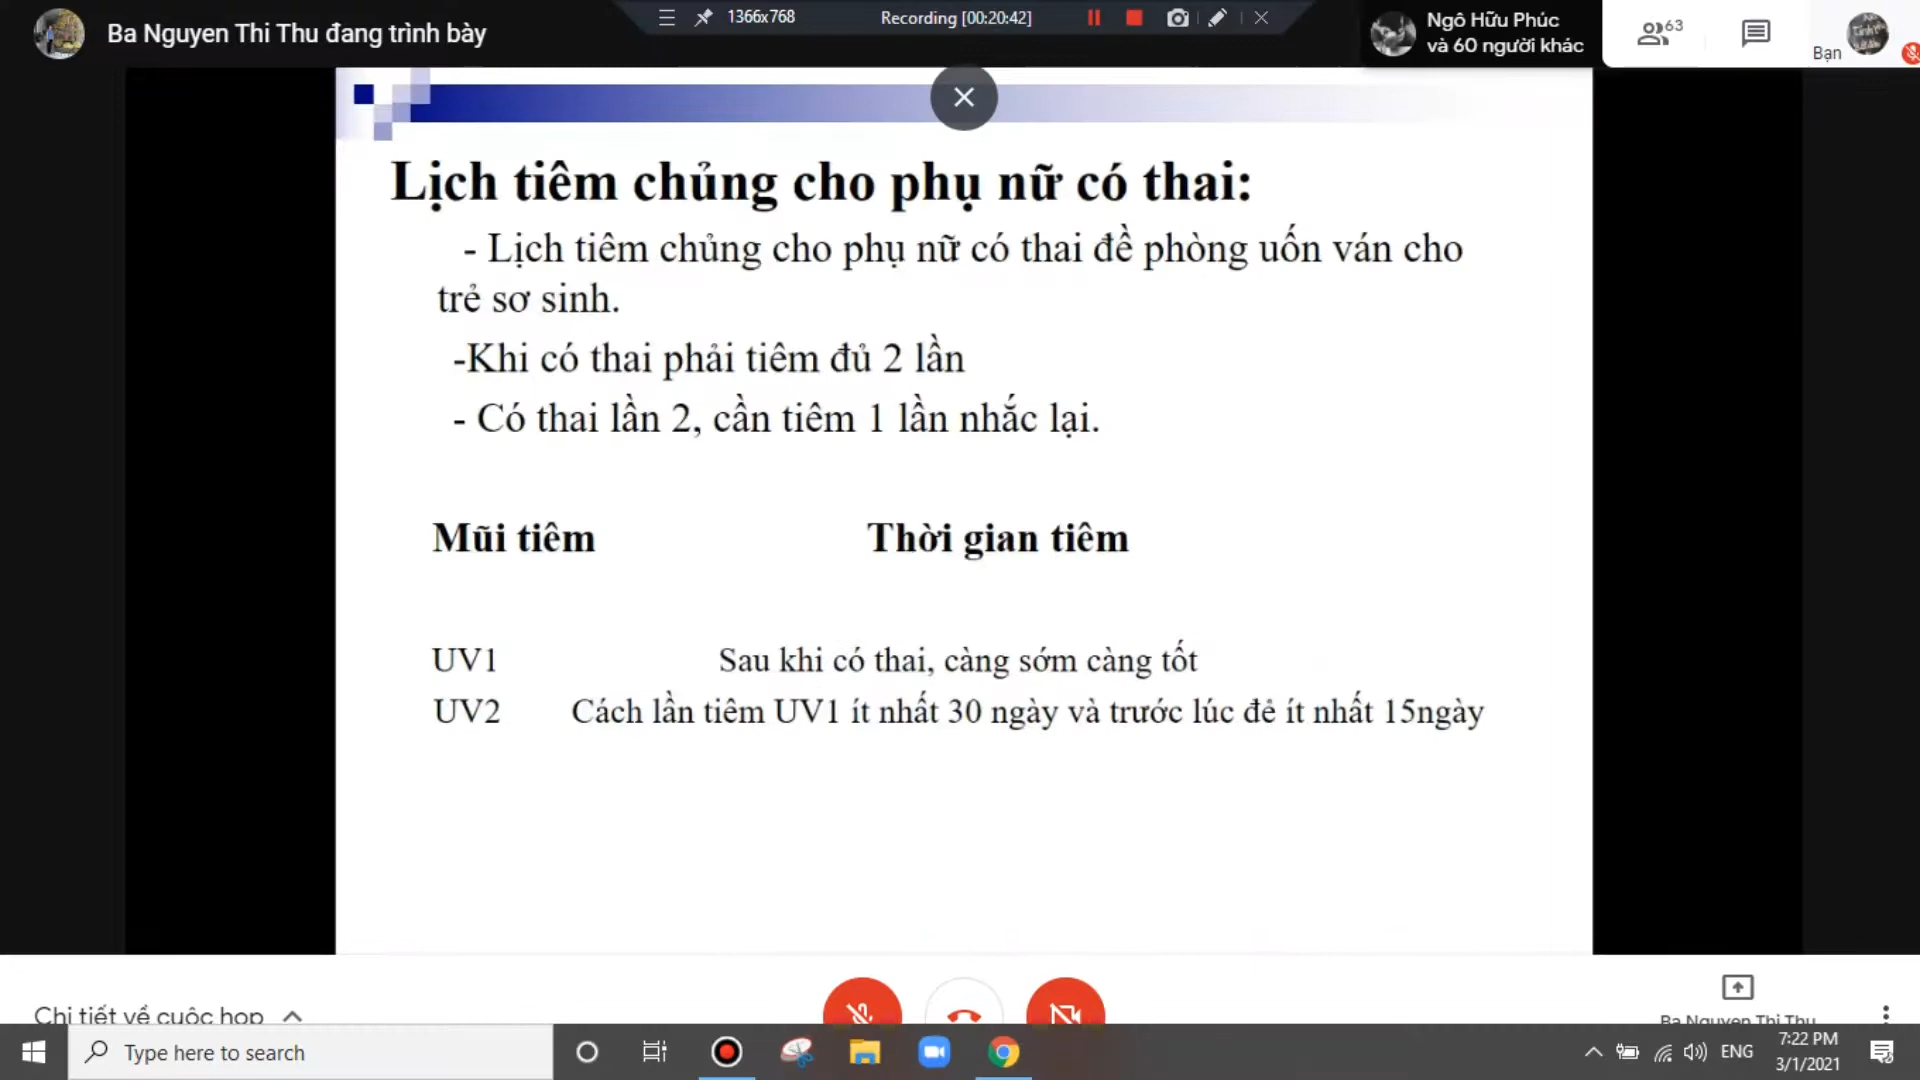 Ba Nguyen Thi Thu đang trình bày
1366x768
Recording [00:20:42]
Ngô Hữu Phúc
và 60 người khác
63
Bạn
Lịch tiêm chủng cho phụ nữ có thai:
- Lịch tiêm chủng cho phụ nữ có thai đề phòng uốn ván cho
trẻ sơ sinh.
-Khi có thai phải tiêm đủ 2 lần
- Có thai lần 2, cần tiêm 1 lần nhắc lại.
Mũi tiêm Thời gian tiêm
UV1 Sau khi có thai, càng sớm càng tốt
UV2 Cách lần tiêm UV1 ít nhất 30 ngày và trước lúc đẻ ít nhất 15ngày
Chi tiết về cuộc họp
Ba Nguyen Thi Thu
Type here to search
ENG
7:22 PM
3/1/2021